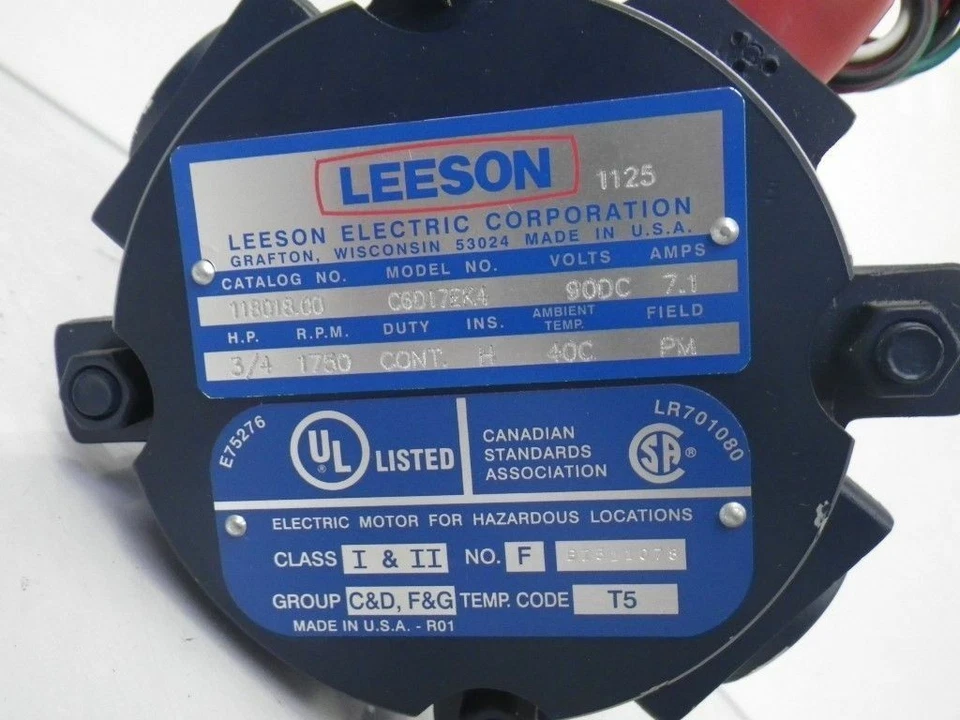 LEESON 1125
LEESON ELECTRIC CORPORATION
GRAFTON, WISCONSIN 53024 MADE IN U.S.A.
CATALOG NO. MODEL NO. VOLTS AMPS
118018.00 C6D17EK4 90DC 7.1
H.P. R.P.M. DUTY INS. AMBIENT TEMP. FIELD
3/4 1750 CONT. H 40C PM
E75276 UL ® LISTED
CANADIAN
STANDARDS
ASSOCIATION
SA ® LR701080
ELECTRIC MOTOR FOR HAZARDOUS LOCATIONS
CLASS I & II NO. F
GROUP C&D, F&G TEMP. CODE T5
MADE IN U.S.A. - R01